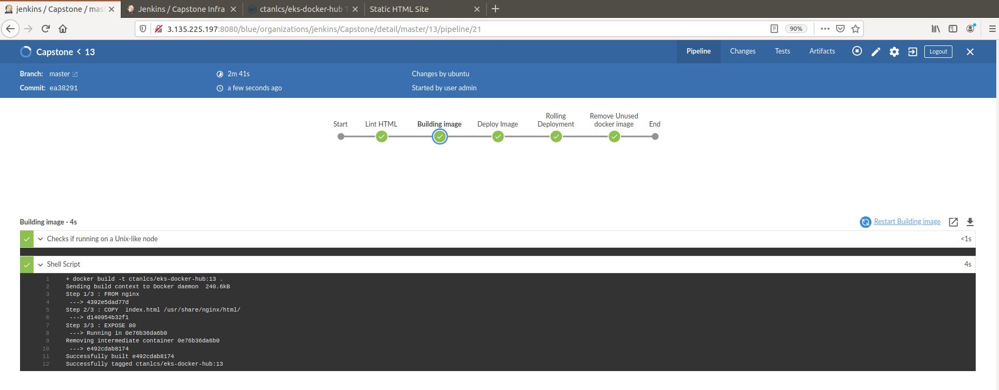 jenkins / Capstone / mas
Jenkins / Capstone Infra
ctanlcs/eks-docker-hub T
Static HTML Site
3.135.225.197:8080/blue/organizations/jenkins/Capstone/detail/master/13/pipeline/21
90%
Capstone < 13
Pipeline
Changes
Tests
Artifacts
Logout
Branch: master
2m 41s
Changes by ubuntu
Commit: ea38291
a few seconds ago
Started by user admin
Start
Lint HTML
Building image
Deploy Image
Rolling
Deployment
Remove Unused
docker image
End
Building image - 4s
Restart Building image
Checks if running on a Unix-like node
<1s
Shell Script
4s
1 + docker build -t ctanlcs/eks-docker-hub:13 .
2 Sending build context to Docker daemon  240.6kB
3 Step 1/3 : FROM nginx
4  ---> 4392e5dad77d
5 Step 2/3 : COPY  index.html /usr/share/nginx/html/
6  ---> d140954b32f1
7 Step 3/3 : EXPOSE 80
8  ---> Running in 0e76b36da6b0
9 Removing intermediate container 0e76b36da6b0
10  ---> e492cdab8174
11 Successfully built e492cdab8174
12 Successfully tagged ctanlcs/eks-docker-hub:13